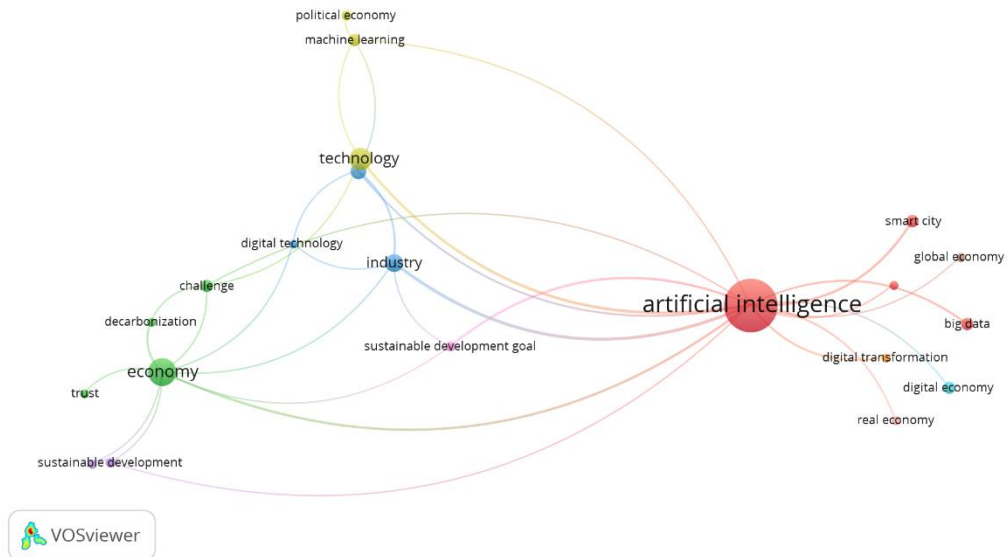 political economy
machine learning
technology
smart city
digital technology
global economy
industry
challenge
artificial intelligence
decarbonization
big data
sustainable development goal
digital transformation
economy
digital economy
trust
real economy
sustainable development
VOSviewer